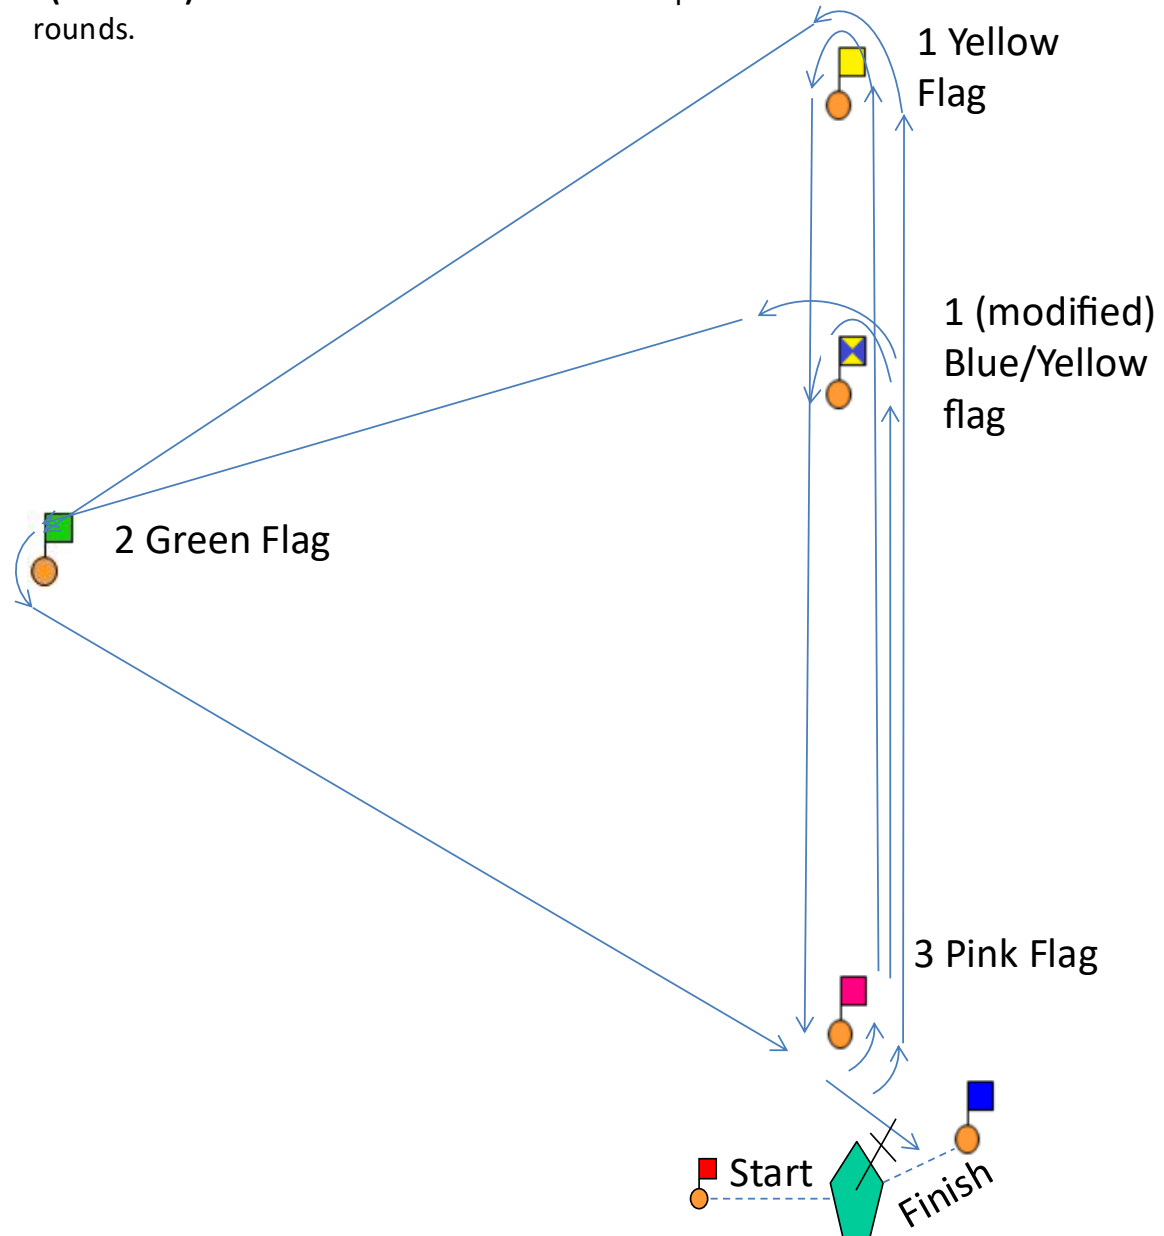 rounds.
1 Yellow
Flag
1 (modified)
Blue/Yellow
flag
2 Green Flag
3 Pink Flag
Start
Finish